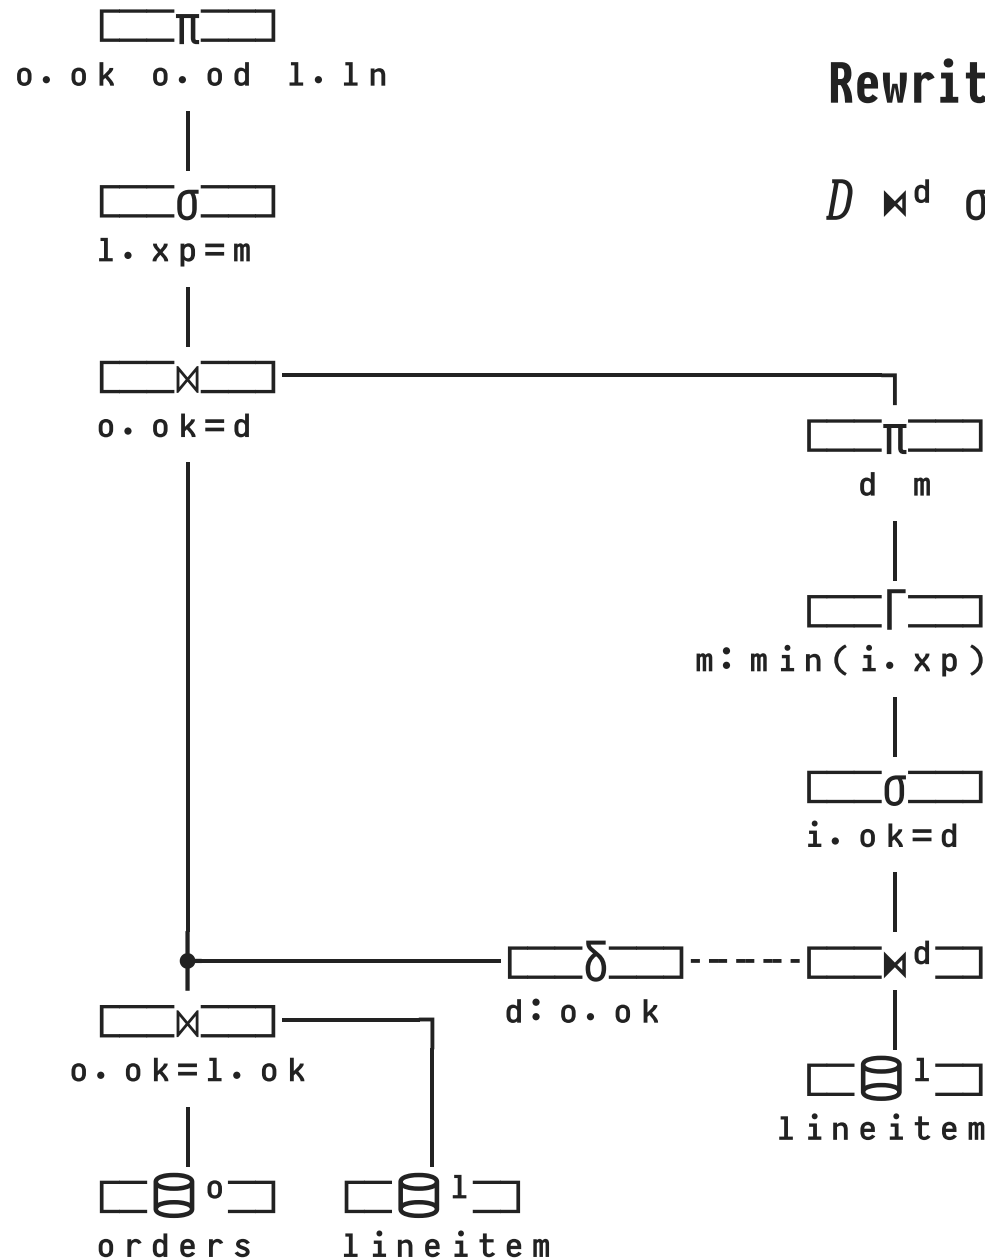 π
o.ok o.od l.ln
Rewrit
σ
l.xp=m
D ⧑ᵈ σ
⋈
o.ok=d
π
d m
Γ
m:min(i.xp)
σ
i.ok=d
δ
d:o.ok
⧑ᵈ
⋈
o.ok=l.ok
l
lineitem
o
orders
l
lineitem